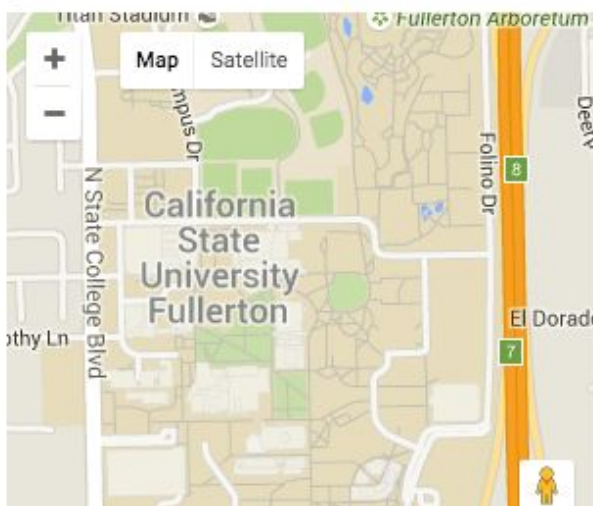 Titan Stadium
Fullerton Arboretum
+
Map Satellite
−
mpus Dr
N State College Blvd
Folino Dr
8
California
State
University
Fullerton
othy Ln
El Dorado
7